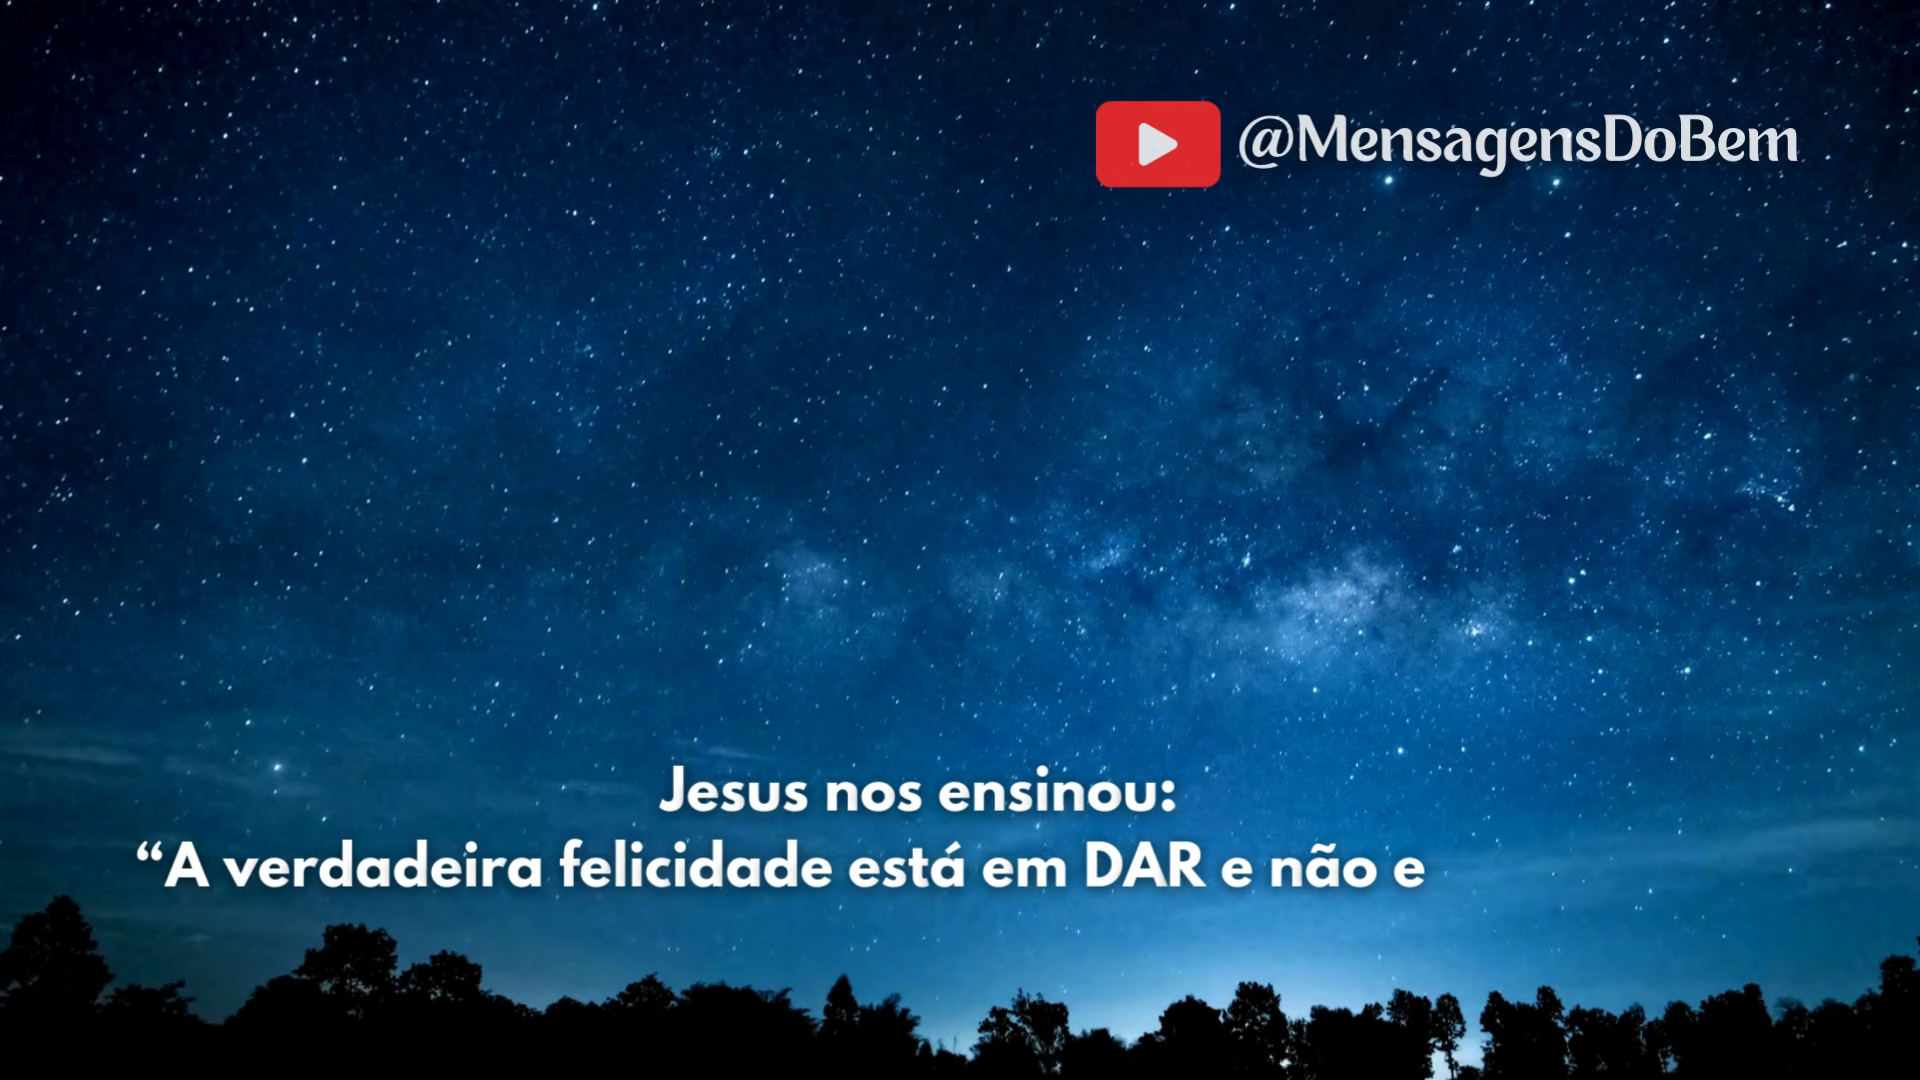 @MensagensDoBem
Jesus nos ensinou:
“A verdadeira felicidade está em DAR e não e